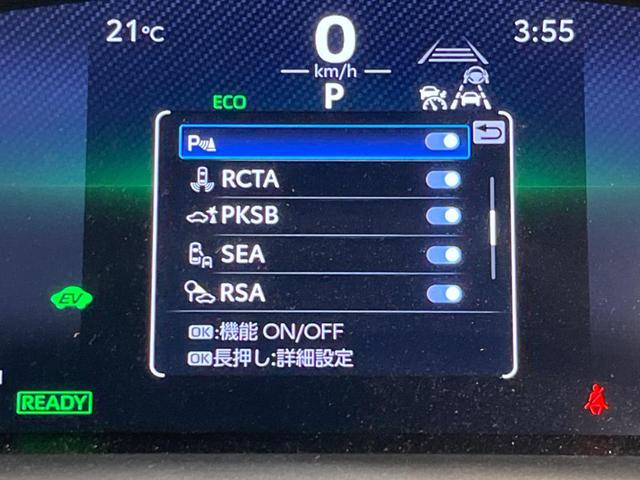 21℃
0
3:55
km/h
ECO
P
P
RCTA
PKSB
SEA
RSA
EV
OK:機能 ON/OFF
OK長押し:詳細設定
READY